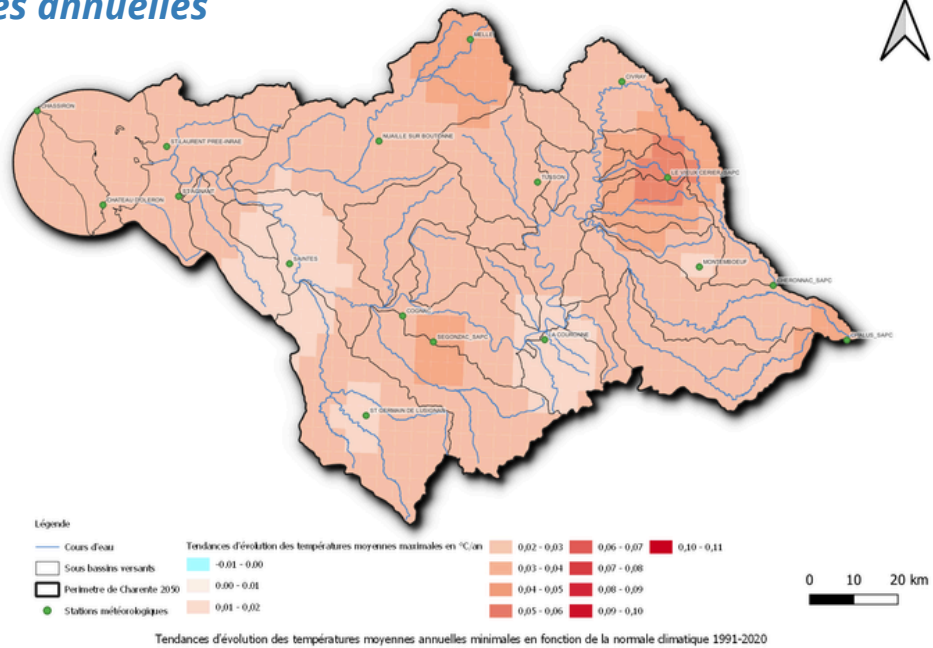 es annuelles
MELLE
CIVRAY
CHASSIRON
ST LAURENT PREE-INRAE
NUAILLE SUR BOUTONNE
LE VIEUX CERIER_SAPC
TUSSON
ST AGNANT
CHATEAU D'OLERON
SAINTES
MONTEMBOEUF
CHERONNAC_SAPC
COGNAC
SEGONZAC_SAPC
LA COURONNE
ST GERMAIN DE LUSIGNAN
Légende
Cours d'eau
Sous bassins versants
Perimetre de Charente 2050
Stations météorologiques
Tendances d'évolution des températures moyennes maximales en °C/an
-0.01 - 0.00
0.00 - 0.01
0,01 - 0,02
0,02 - 0,03
0,03 - 0,04
0,04 - 0,05
0,05 - 0,06
0,06 - 0,07
0,07 - 0,08
0,08 - 0,09
0,09 - 0,10
0,10 - 0,11
0 10 20 km
Tendances d'évolution des températures moyennes annuelles minimales en fonction de la normale climatique 1991-2020